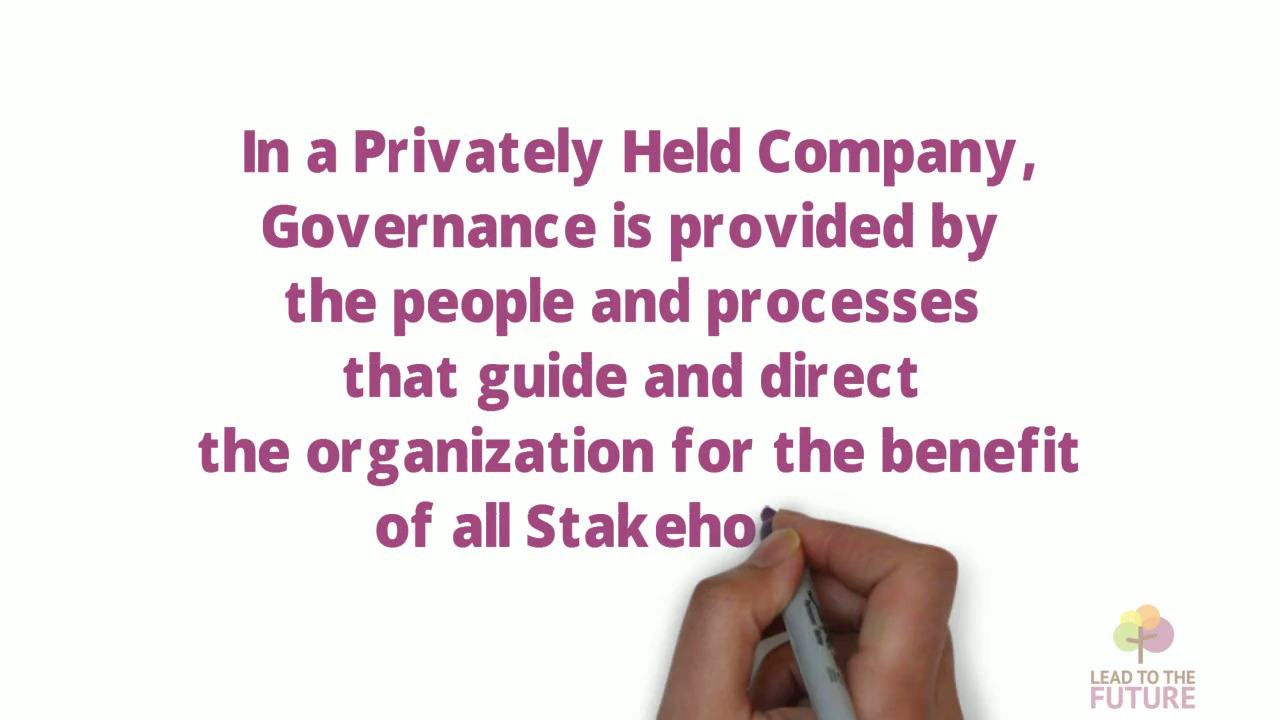 In a Privately Held Company,
Governance is provided by
the people and processes
that guide and direct
the organization for the benefit
of all Stakeho
LEAD TO THE
FUTURE